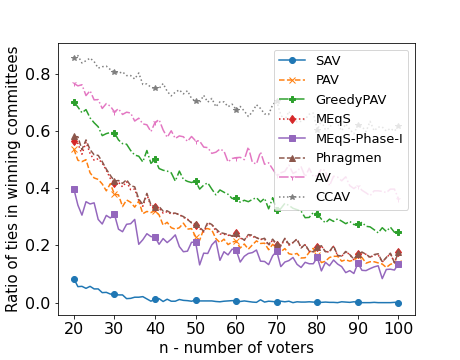 Ratio of ties in winning committees
0.8
0.6
0.4
0.2
0.0
20 30 40 50 60 70 80 90 100
n - number of voters
SAV
PAV
GreedyPAV
MEqS
MEqS-Phase-I
Phragmen
AV
CCAV